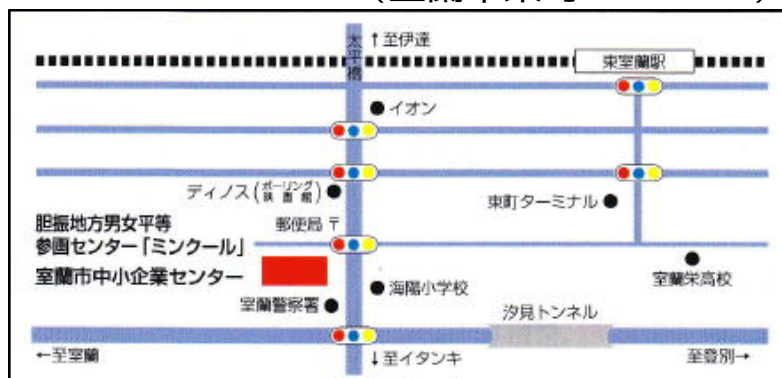 太平橋
↑至伊達
東室蘭駅
イオン
ディノス(ボーリング 映画館)
東町ターミナル
胆振地方男女平等
郵便局 〒
参画センター「ミンクール」
室蘭市中小企業センター
室蘭栄高校
海陽小学校
室蘭警察署
汐見トンネル
←至室蘭
↓至イタンキ
至登別→